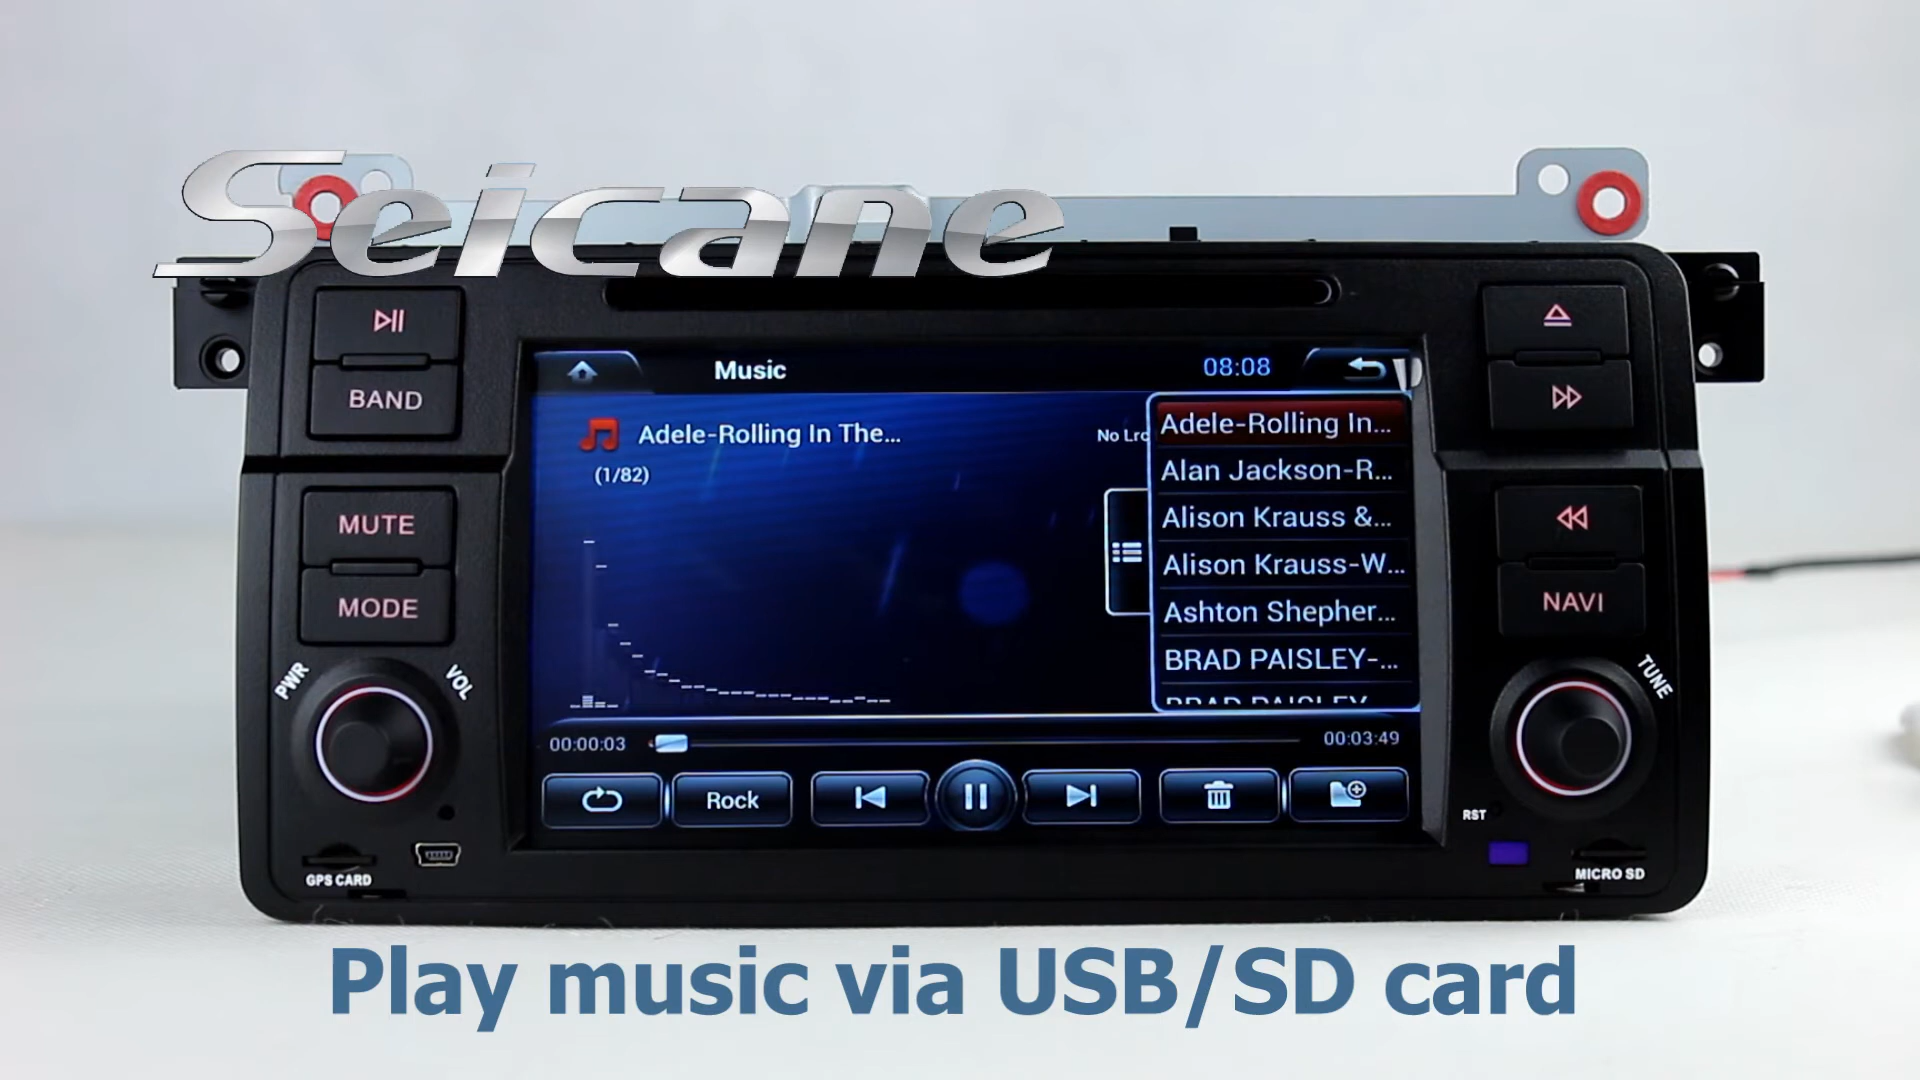 Seicane
BAND
MUTE
MODE
PWR
VOL
GPS CARD
Music
08:08
Adele-Rolling In The...
(1/82)
No Lrc
Adele-Rolling In...
Alan Jackson-R...
Alison Krauss &...
Alison Krauss-W...
Ashton Shepher...
BRAD PAISLEY-...
BRAD PAISLEY
00:00:03
00:03:49
Rock
NAVI
TUNE
RST
MICRO SD
Play music via USB/SD card